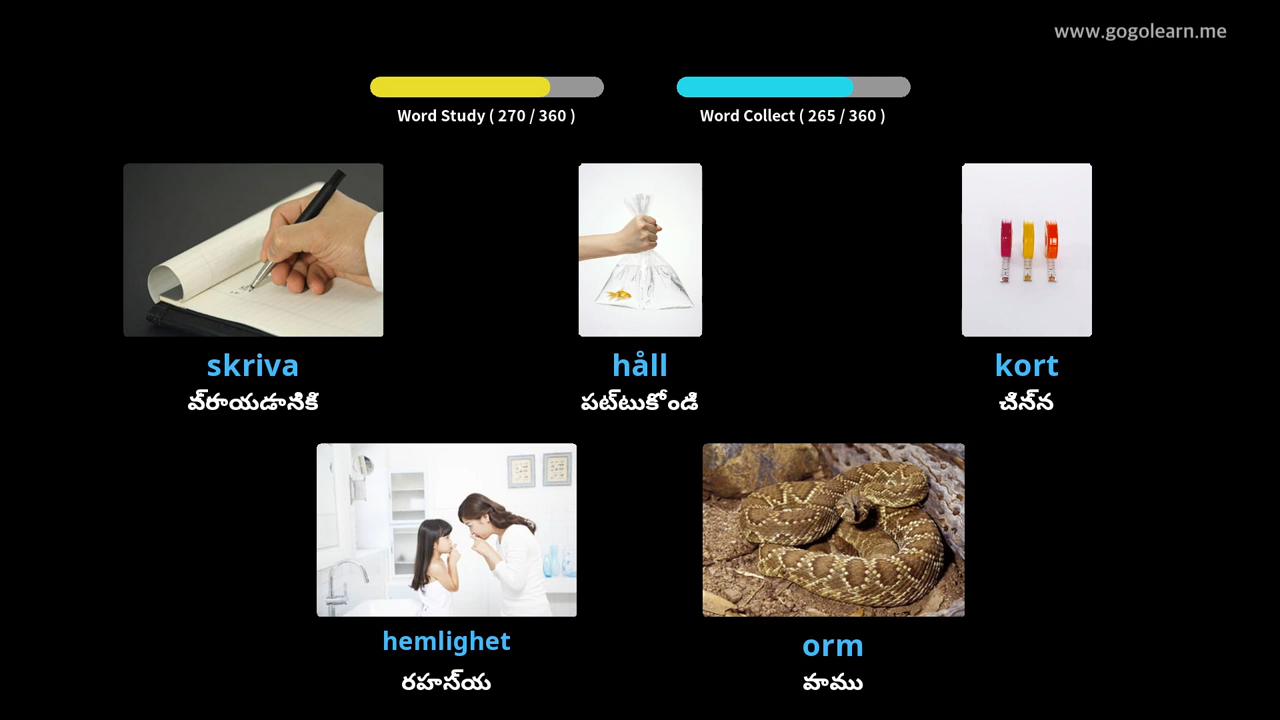 www.gogolearn.me
Word Study ( 270 / 360 )
Word Collect ( 265 / 360 )
skriva
håll
kort
వ్రాయడానికి
పట్టుకోండి
చిన్న
hemlighet
orm
రహస్య
పాము